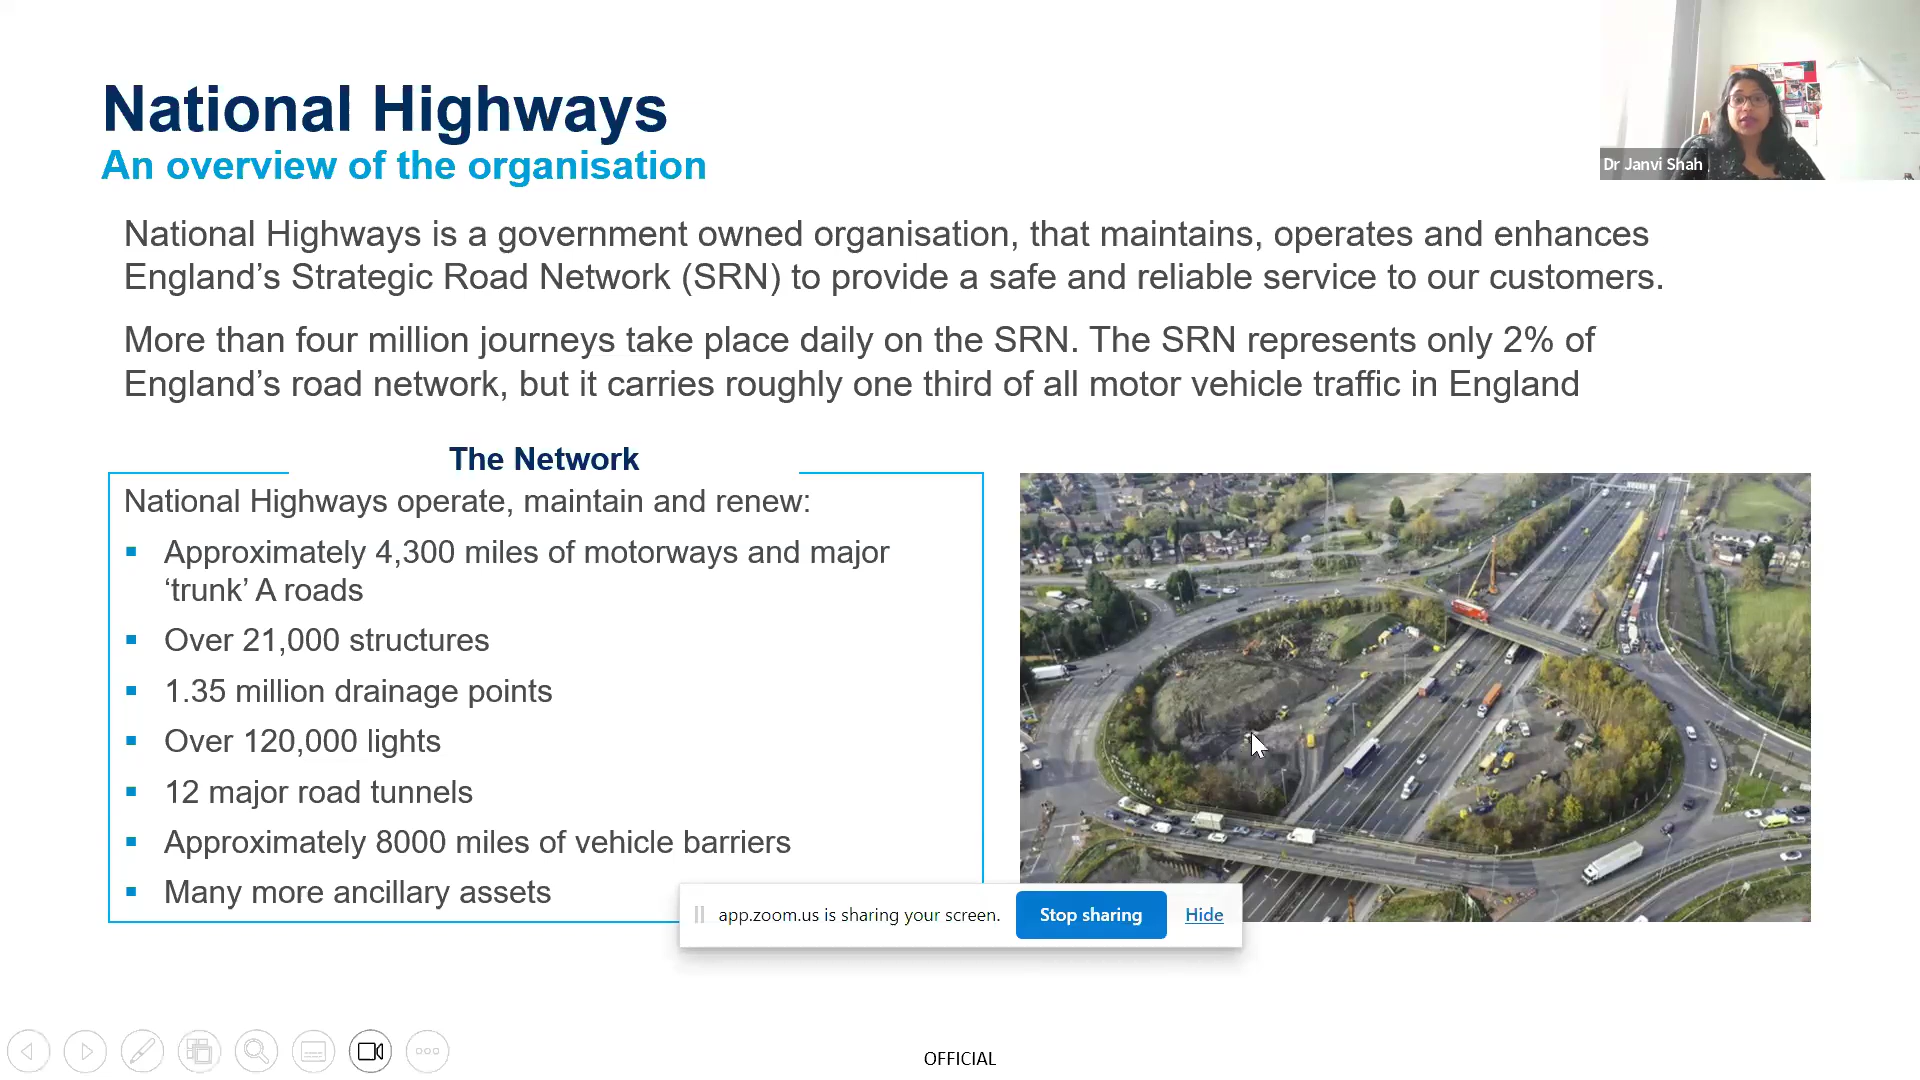 National Highways
An overview of the organisation
Dr Janvi Shah
National Highways is a government owned organisation, that maintains, operates and enhances
England’s Strategic Road Network (SRN) to provide a safe and reliable service to our customers.
More than four million journeys take place daily on the SRN. The SRN represents only 2% of
England’s road network, but it carries roughly one third of all motor vehicle traffic in England
The Network
National Highways operate, maintain and renew:
▪ Approximately 4,300 miles of motorways and major
‘trunk’ A roads
▪ Over 21,000 structures
▪ 1.35 million drainage points
▪ Over 120,000 lights
▪ 12 major road tunnels
▪ Approximately 8000 miles of vehicle barriers
▪ Many more ancillary assets
app.zoom.us is sharing your screen. Stop sharing Hide
OFFICIAL